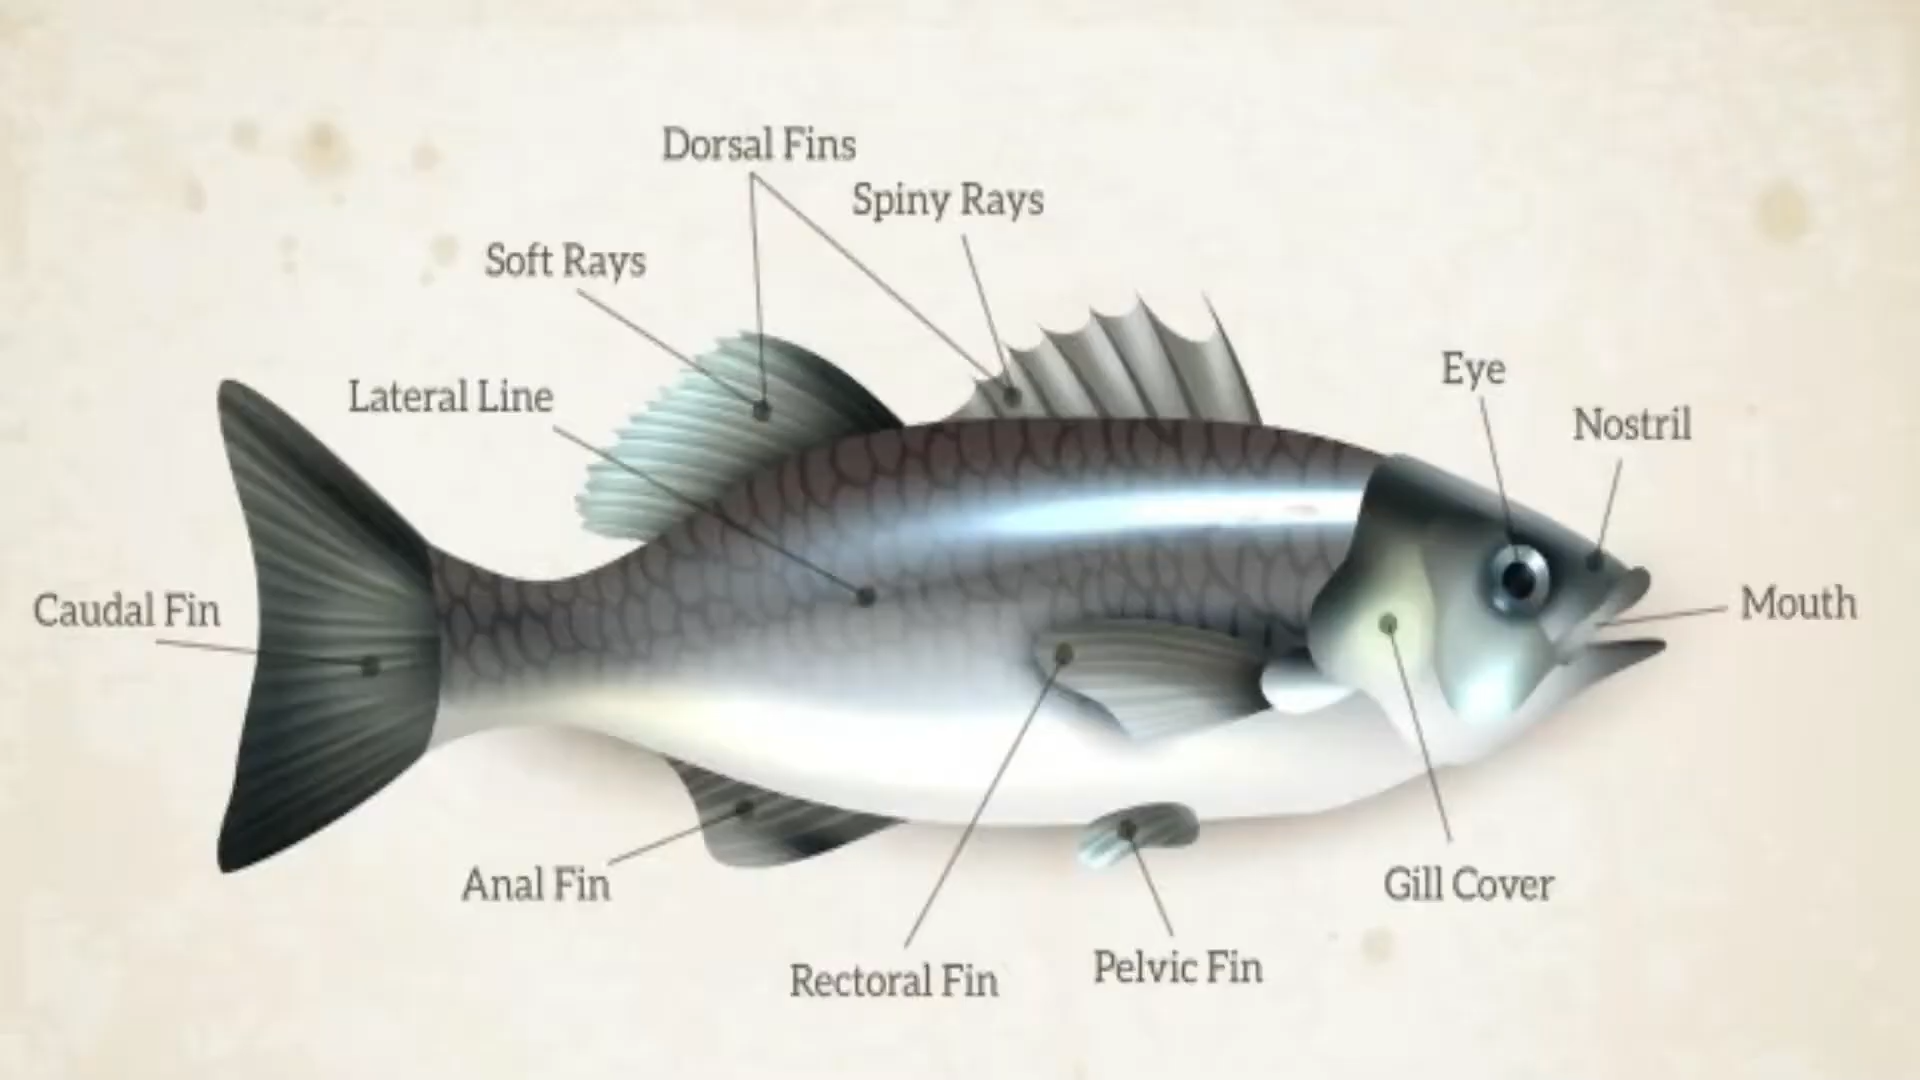 Dorsal Fins
Spiny Rays
Soft Rays
Lateral Line
Eye
Nostril
Caudal Fin
Mouth
Anal Fin
Gill Cover
Rectoral Fin
Pelvic Fin